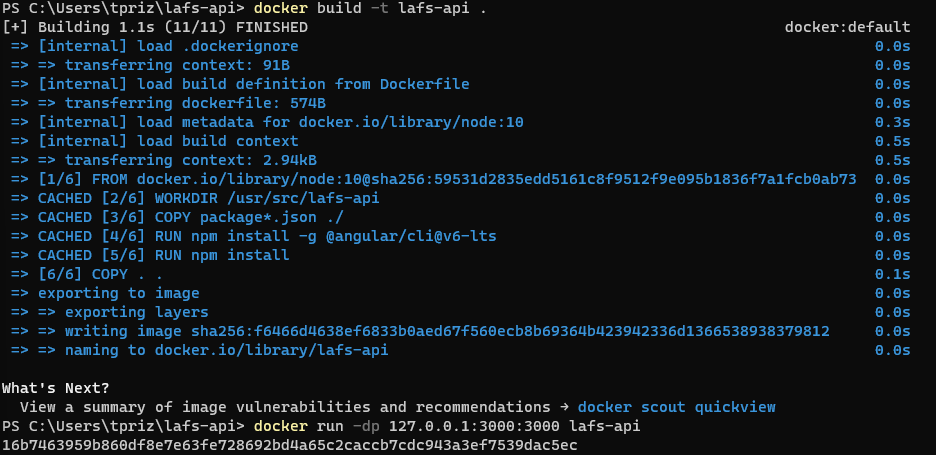 PS C:\Users\tpriz\lafs-api> docker build -t lafs-api .
[+] Building 1.1s (11/11) FINISHED docker:default
=> [internal] load .dockerignore 0.0s
=> => transferring context: 91B 0.0s
=> [internal] load build definition from Dockerfile 0.0s
=> => transferring dockerfile: 574B 0.0s
=> [internal] load metadata for docker.io/library/node:10 0.3s
=> [internal] load build context 0.5s
=> => transferring context: 2.94kB 0.5s
=> [1/6] FROM docker.io/library/node:10@sha256:59531d2835edd5161c8f9512f9e095b1836f7a1fcb0ab73 0.0s
=> CACHED [2/6] WORKDIR /usr/src/lafs-api 0.0s
=> CACHED [3/6] COPY package*.json ./ 0.0s
=> CACHED [4/6] RUN npm install -g @angular/cli@v6-lts 0.0s
=> CACHED [5/6] RUN npm install 0.0s
=> [6/6] COPY . . 0.1s
=> exporting to image 0.0s
=> => exporting layers 0.0s
=> => writing image sha256:f6466d4638ef6833b0aed67f560ecb8b69364b423942336d1366538938379812 0.0s
=> => naming to docker.io/library/lafs-api 0.0s
What's Next?
View a summary of image vulnerabilities and recommendations → docker scout quickview
PS C:\Users\tpriz\lafs-api> docker run -dp 127.0.0.1:3000:3000 lafs-api
16b7463959b860df8e7e63fe728692bd4a65c2caccb7cdc943a3ef7539dac5ec